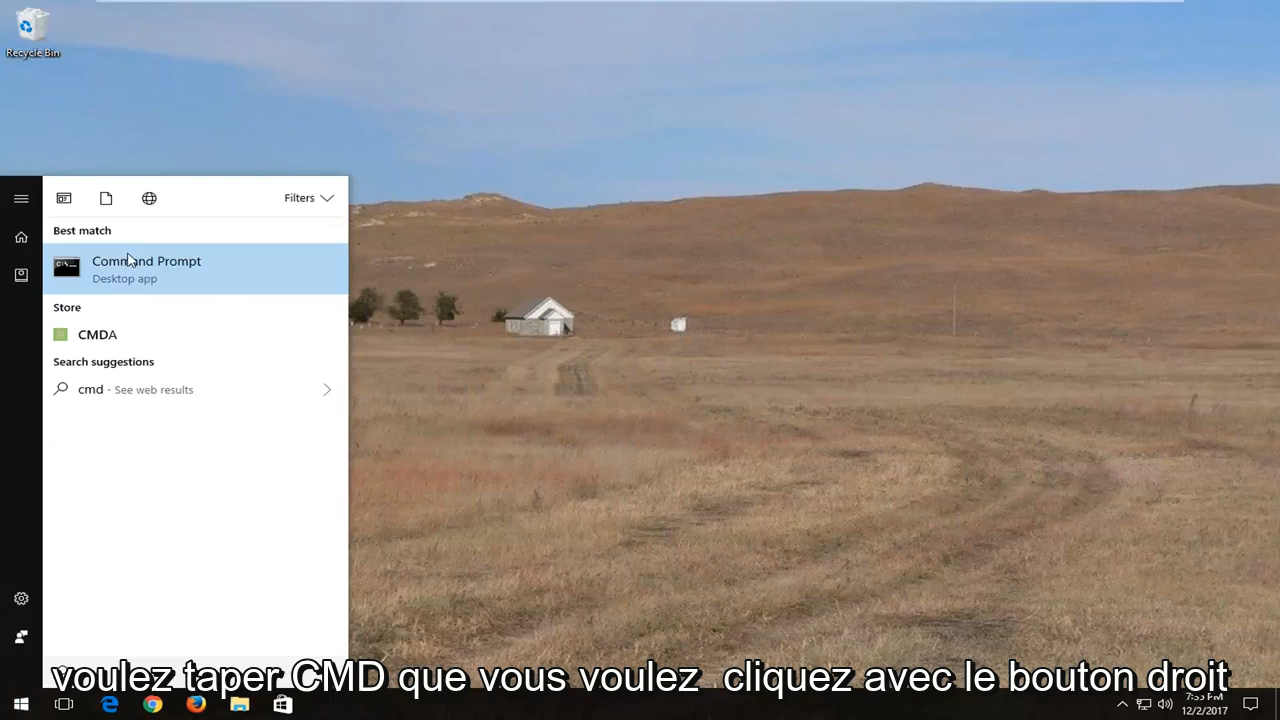 Recycle Bin
Filters
Best match
Command Prompt
Desktop app
Store
CMDA
Search suggestions
cmd - See web results
voulez taper CMD que vous voulez cliquez avec le bouton droit
12/2/2017